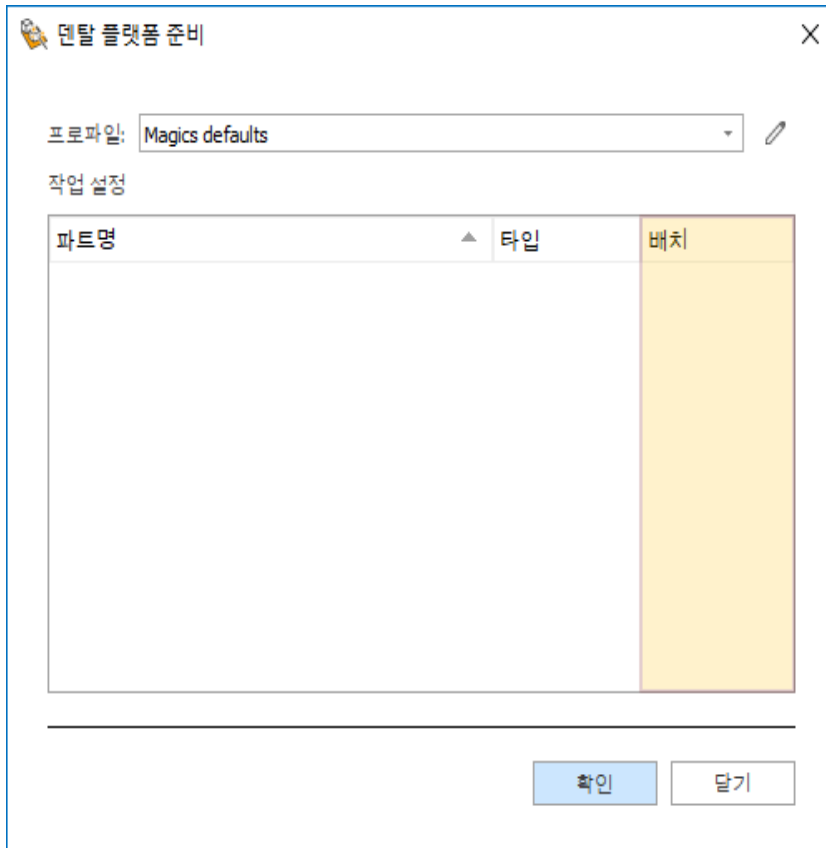 덴탈 플랫폼 준비
프로파일: Magics defaults
작업 설정
파트명 타입 배치
확인 닫기